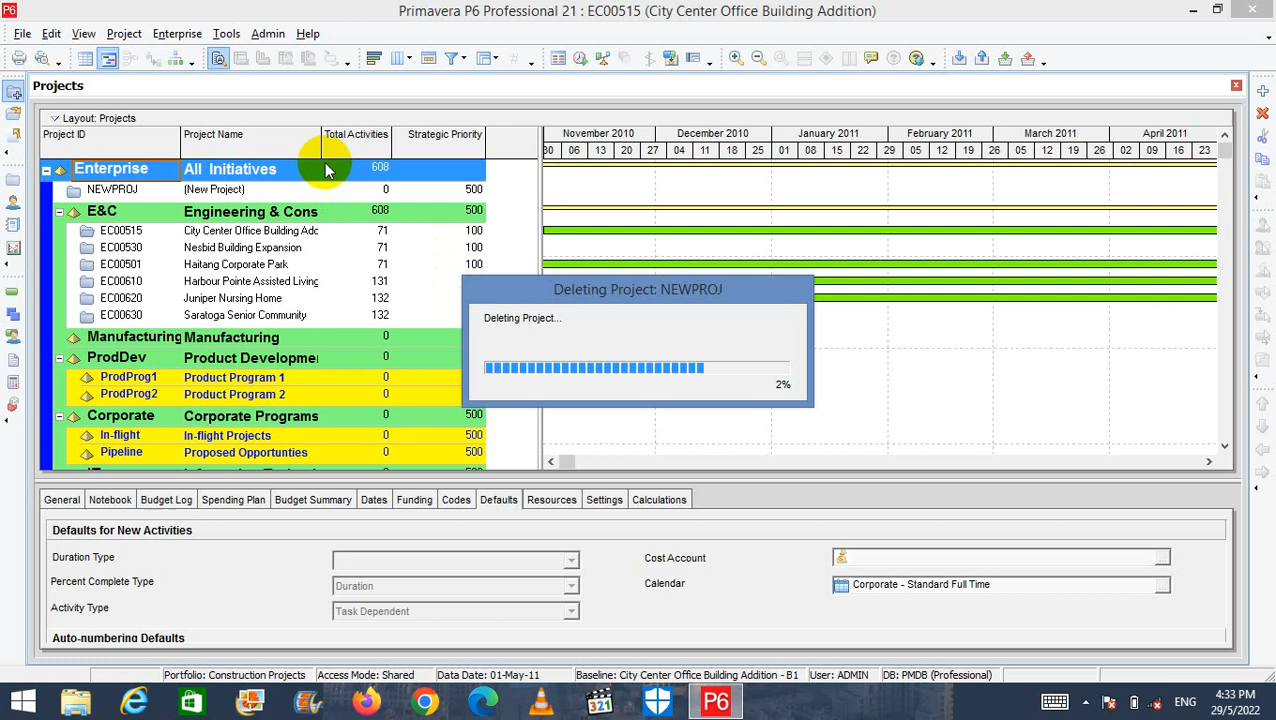 Primavera P6 Professional 21 : EC00515 (City Center Office Building Addition)
File Edit View Project Enterprise Tools Admin Help
Projects
Layout: Projects
Project ID Project Name Total Activities Strategic Priority
November 2010 December 2010 January 2011 February 2011 March 2011 April 2011
30 06 13 20 27 04 11 18 25 01 08 15 22 29 05 12 19 26 05 12 19 26 02 09 16 23
Enterprise All Initiatives 608
NEWPROJ (New Project) 0 500
E&C Engineering & Cons 608 500
EC00515 City Center Office Building Adc 71 100
EC00530 Nesbid Building Expansion 71 100
EC00501 Haitang Corporate Park 71 100
EC00610 Harbour Pointe Assisted Living 131
EC00620 Juniper Nursing Home 132
EC00630 Saratoga Senior Community 132
Manufacturing Manufacturing 0
ProdDev Product Developme 0
ProdProg1 Product Program 1 0
ProdProg2 Product Program 2 0
Corporate Corporate Programs 0 500
In-flight In-flight Projects 0 500
Pipeline Proposed Opportunties 0 500
Deleting Project: NEWPROJ
Deleting Project...
2%
General Notebook Budget Log Spending Plan Budget Summary Dates Funding Codes Defaults Resources Settings Calculations
Defaults for New Activities
Duration Type
Cost Account
Percent Complete Type Duration
Calendar Corporate - Standard Full Time
Activity Type Task Dependent
Auto-numbering Defaults
Portfolio: Construction Projects Access Mode: Shared Data Date: 01-May-11 Baseline: City Center Office Building Addition - B1 User: ADMIN DB: PMDB (Professional)
P6 ENG 4:33 PM
29/5/2022